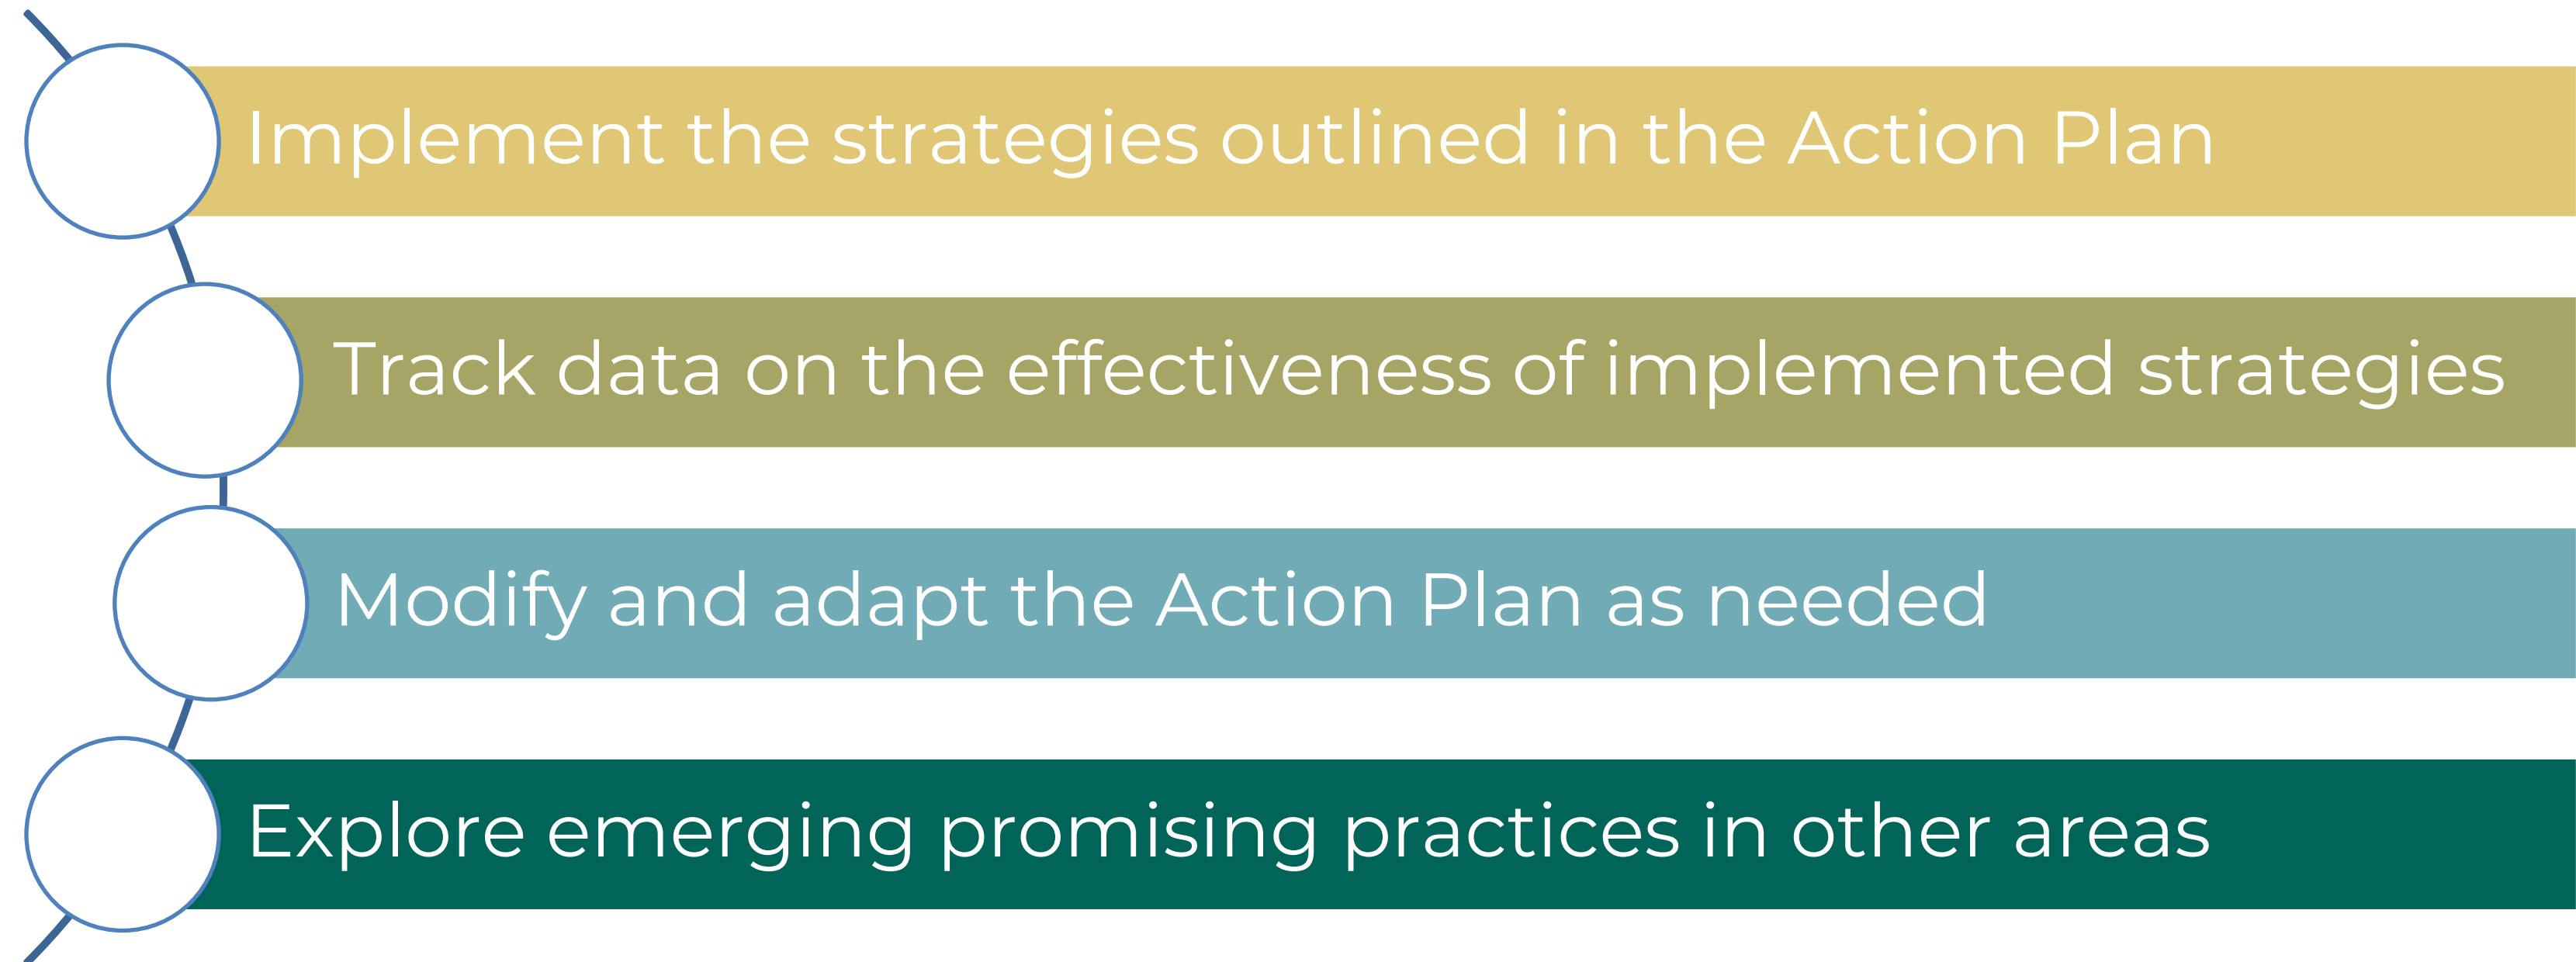 Implement the strategies outlined in the Action Plan
Track data on the effectiveness of implemented strategies
Modify and adapt the Action Plan as needed
Explore emerging promising practices in other areas